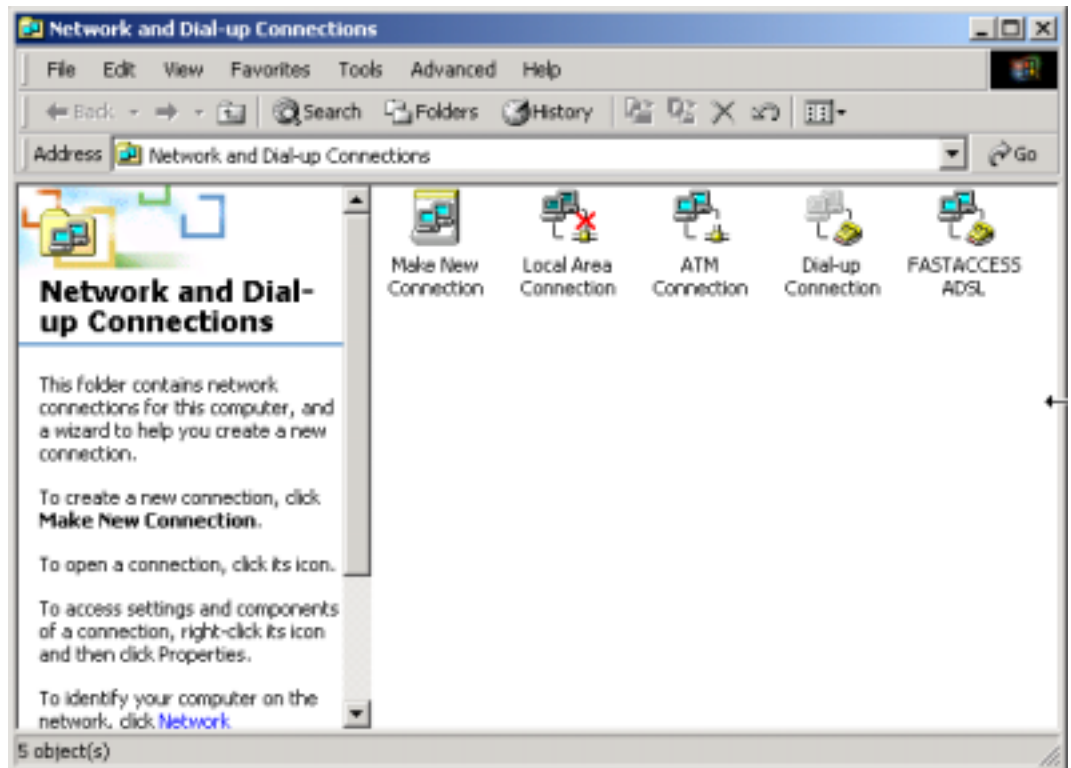 Network and Dial-up Connections
File Edit View Favorites Tools Advanced Help
Back Search Folders History
Address Network and Dial-up Connections Go
Network and Dial-
up Connections
This folder contains network
connections for this computer, and
a wizard to help you create a new
connection.
To create a new connection, click
Make New Connection.
To open a connection, click its icon.
To access settings and components
of a connection, right-click its icon
and then click Properties.
To identify your computer on the
network, click Network
Make New
Connection
Local Area
Connection
ATM
Connection
Dial-up
Connection
FASTACCESS
ADSL
5 object(s)